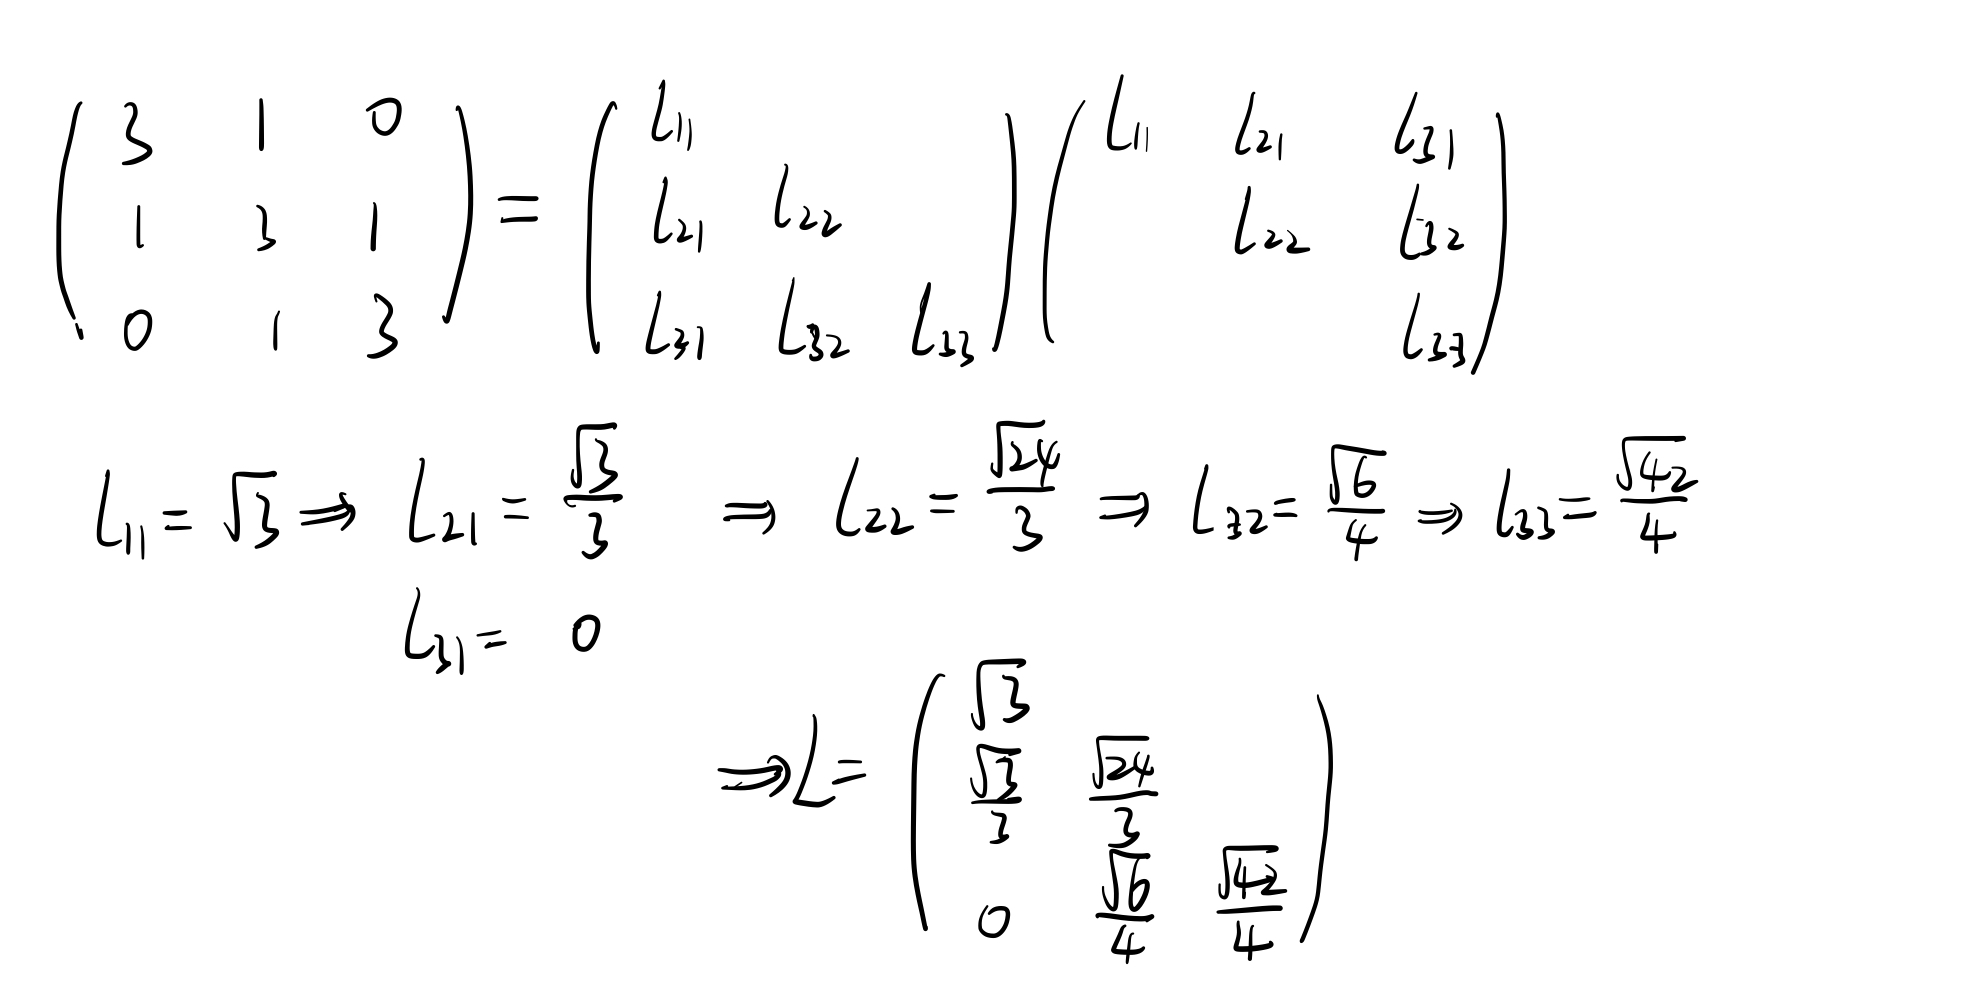 \begin{pmatrix} 3 & 1 & 0 \\ 1 & 3 & 1 \\ 0 & 1 & 3 \end{pmatrix} = \begin{pmatrix} L_{11} & & \\ L_{21} & L_{22} & \\ L_{31} & L_{32} & L_{33} \end{pmatrix} \begin{pmatrix} L_{11} & L_{21} & L_{31} \\ & L_{22} & L_{32} \\ & & L_{33} \end{pmatrix}
L_{11} = \sqrt{3} \Rightarrow L_{21} = \frac{\sqrt{3}}{3} \Rightarrow L_{22} = \frac{\sqrt{24}}{3} \Rightarrow L_{32} = \frac{\sqrt{6}}{4} \Rightarrow L_{33} = \frac{\sqrt{42}}{4}
L_{31} = 0
\Rightarrow L = \begin{pmatrix} \sqrt{3} & & \\ \frac{\sqrt{3}}{3} & \frac{\sqrt{24}}{3} & \\ 0 & \frac{\sqrt{6}}{4} & \frac{\sqrt{42}}{4} \end{pmatrix}